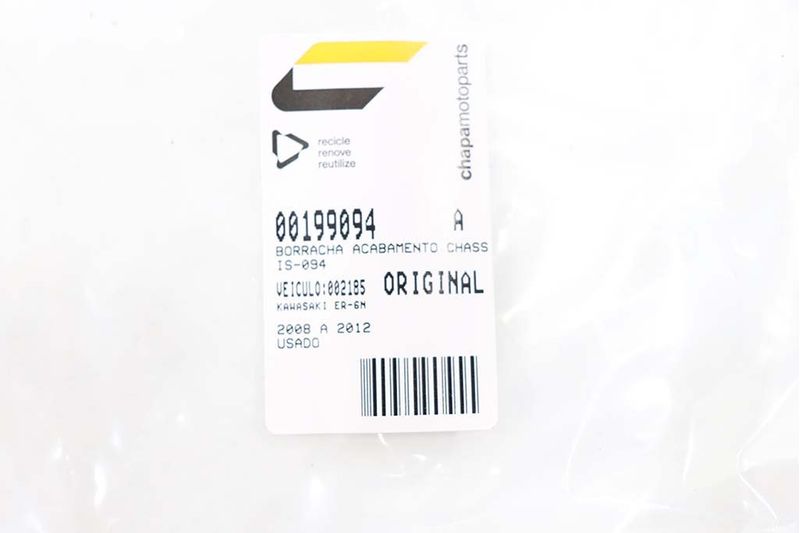 chapamotoparts
recicle
renove
reutilize
00199094 A
BORRACHA ACABAMENTO CHASS
IS-094
VEICULO:002185 ORIGINAL
KAWASAKI ER-6N
2008 A 2012
USADO